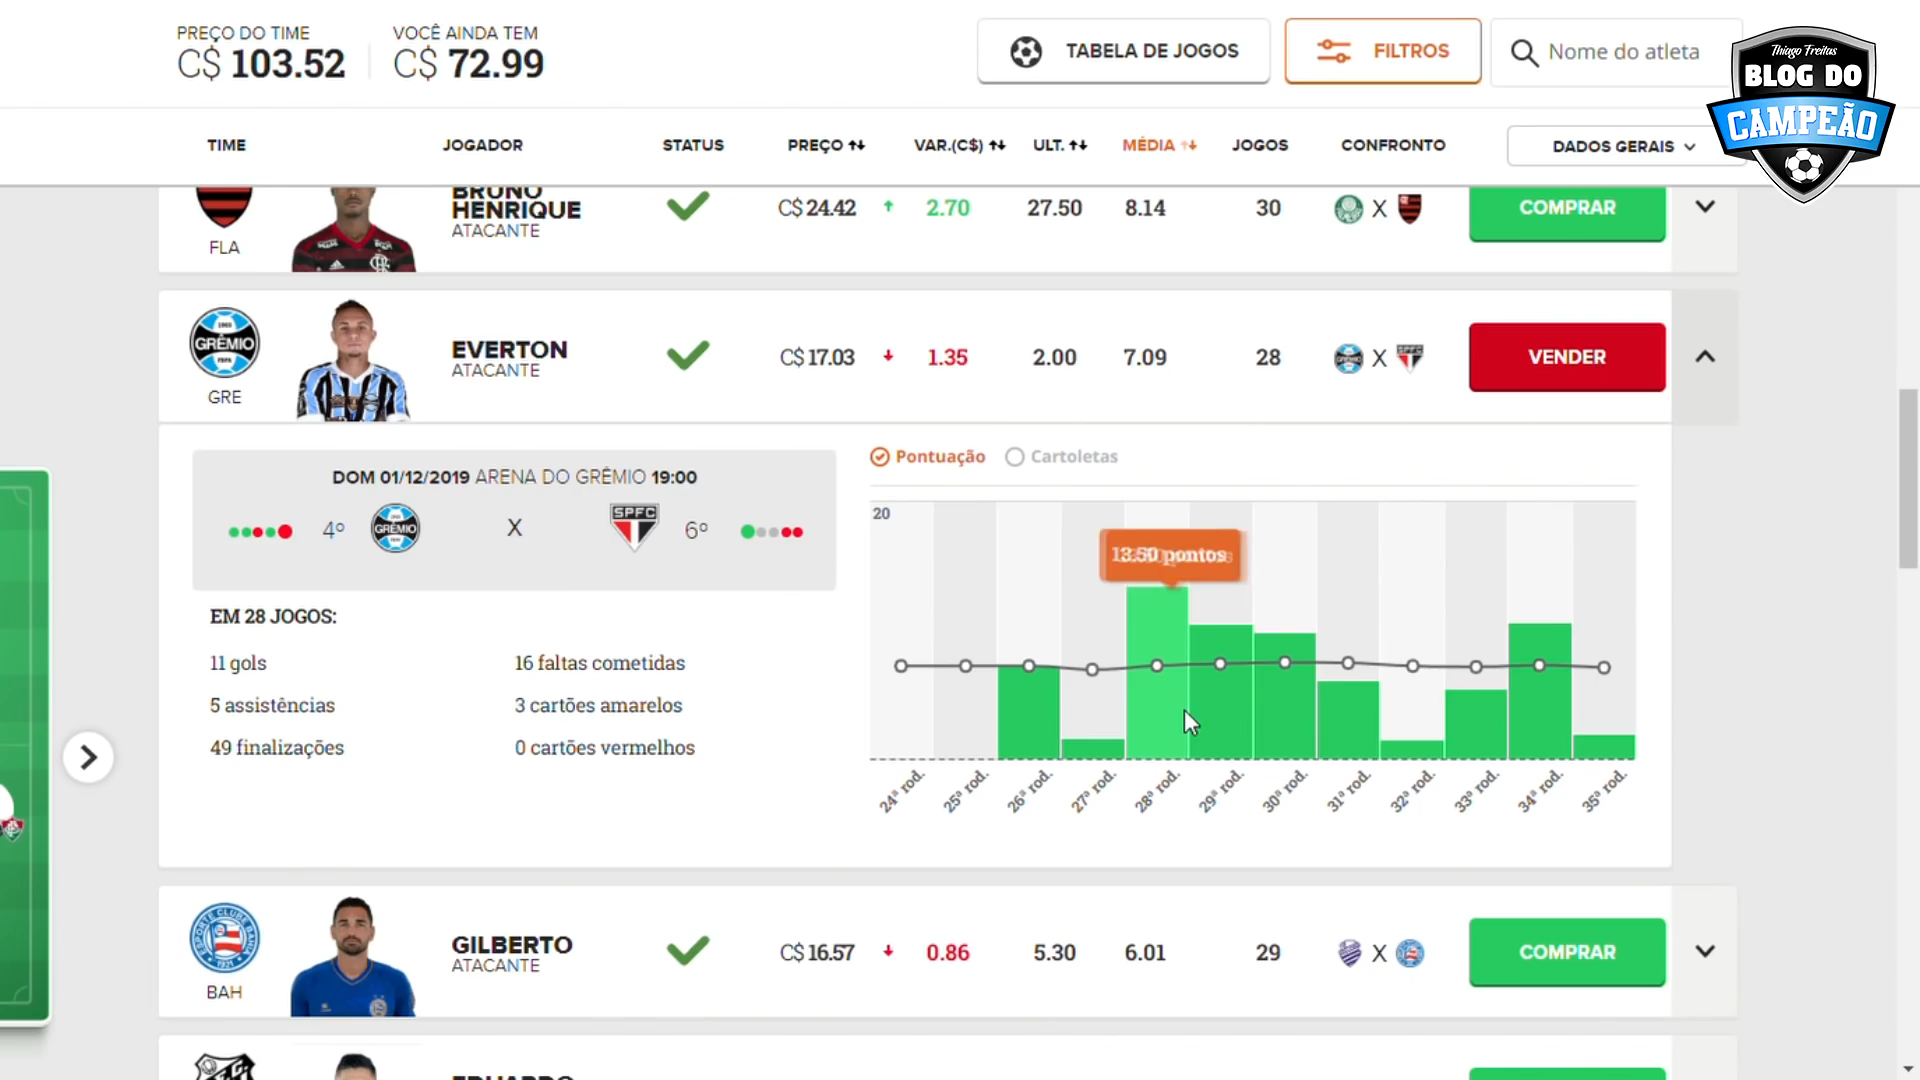 PREÇO DO TIME
C$ 103.52
VOCÊ AINDA TEM
C$ 72.99
TABELA DE JOGOS
FILTROS
Nome do atleta
Thiago Freitas
BLOG DO
CAMPEÃO
TIME
JOGADOR
STATUS
PREÇO
VAR.(C$)
ULT.
MÉDIA
JOGOS
CONFRONTO
DADOS GERAIS
FLA
BRUNO
HENRIQUE
ATACANTE
C$ 24.42
2.70
27.50
8.14
30
X
COMPRAR
GRÊMIO
GRE
EVERTON
ATACANTE
C$ 17.03
1.35
2.00
7.09
28
X
SPFC
VENDER
DOM 01/12/2019 ARENA DO GRÊMIO 19:00
4º
GRÊMIO
X
SPFC
6º
EM 28 JOGOS:
11 gols
16 faltas cometidas
5 assistências
3 cartões amarelos
49 finalizações
0 cartões vermelhos
Pontuação
Cartoletas
20
13.50 pontos
24ª rod.
25ª rod.
26ª rod.
27ª rod.
28ª rod.
29ª rod.
30ª rod.
31ª rod.
32ª rod.
33ª rod.
34ª rod.
35ª rod.
ESPORTE CLUBE BAHIA
1931
BAH
GILBERTO
ATACANTE
C$ 16.57
0.86
5.30
6.01
29
X
COMPRAR
EDUARDO